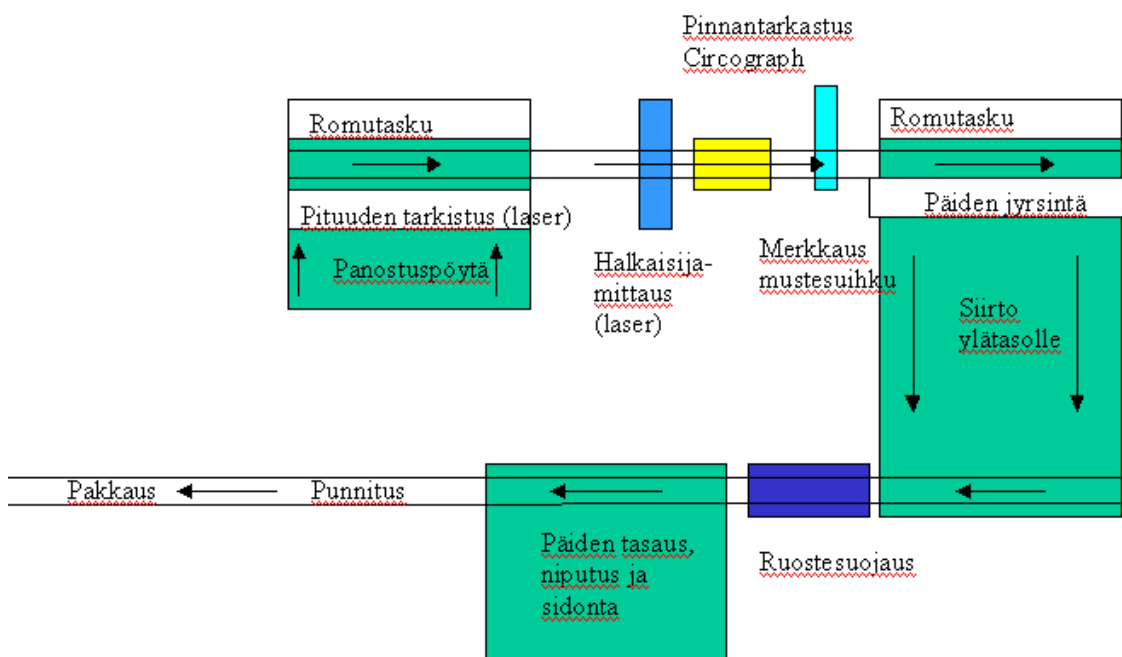 Pinnantarkastus
Circograph
Romutasku
Romutasku
Pituuden tarkistus (laser)
Päiden jyrsintä
Panostuspöytä
Halkaisija-
mittaus
(laser)
Merkkaus
mustesuihku
Siirto
ylätasolle
Pakkaus
Punnitus
Päiden tasaus,
niputus ja
sidonta
Ruostesuojaus